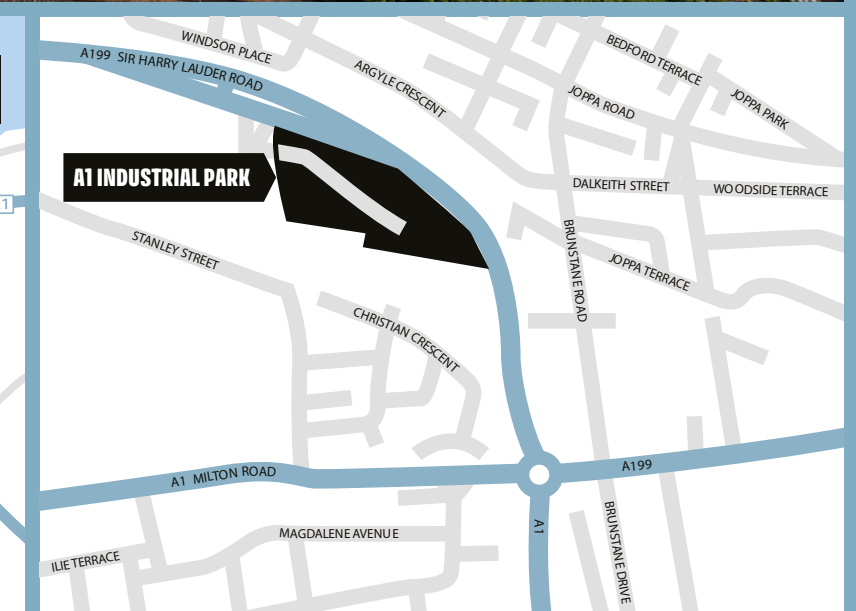 WINDSOR PLACE
A199 SIR HARRY LAUDER ROAD
ARGYLE CRESCENT
BEDFORD TERRACE
JOPPA PARK
JOPPA ROAD
A1 INDUSTRIAL PARK
DALKEITH STREET
WOODSIDE TERRACE
1
STANLEY STREET
BRUNSTANE ROAD
JOPPA TERRACE
CHRISTIAN CRESCENT
A1 MILTON ROAD
A199
A1
MAGDALENE AVENUE
BRUNSTANE DRIVE
ILIE TERRACE